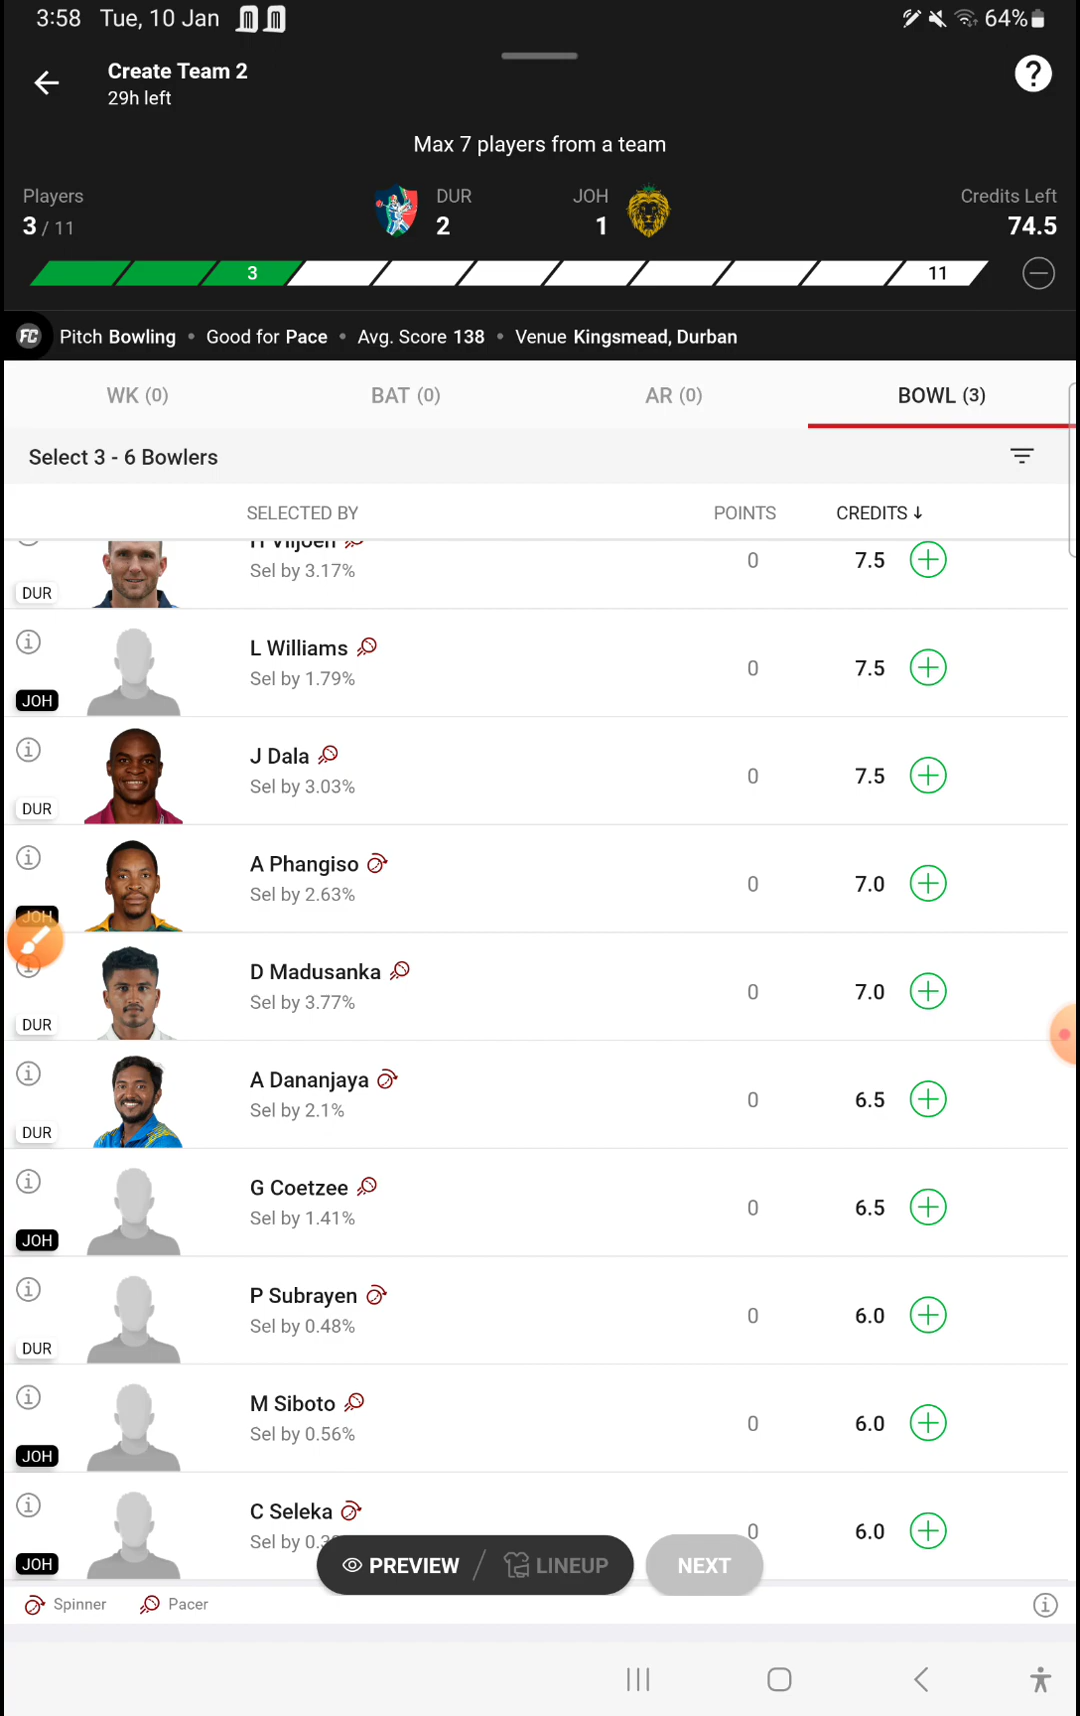 3:58 Tue, 10 Jan 64%
Create Team 2
29h left
Max 7 players from a team
Players DUR JOH Credits Left
3 / 11 2 1 74.5
3 11
FC Pitch Bowling • Good for Pace • Avg. Score 138 • Venue Kingsmead, Durban
WK (0) BAT (0) AR (0) BOWL (3)
Select 3 - 6 Bowlers
SELECTED BY POINTS CREDITS ↓
H Viljoen
Sel by 3.17% 0 7.5
DUR
L Williams
Sel by 1.79% 0 7.5
JOH
J Dala
Sel by 3.03% 0 7.5
DUR
A Phangiso
Sel by 2.63% 0 7.0
JOH
D Madusanka
Sel by 3.77% 0 7.0
DUR
A Dananjaya
Sel by 2.1% 0 6.5
DUR
G Coetzee
Sel by 1.41% 0 6.5
JOH
P Subrayen
Sel by 0.48% 0 6.0
DUR
M Siboto
Sel by 0.56% 0 6.0
JOH
C Seleka
Sel by 0 6.0
JOH
PREVIEW / LINEUP NEXT
Spinner Pacer